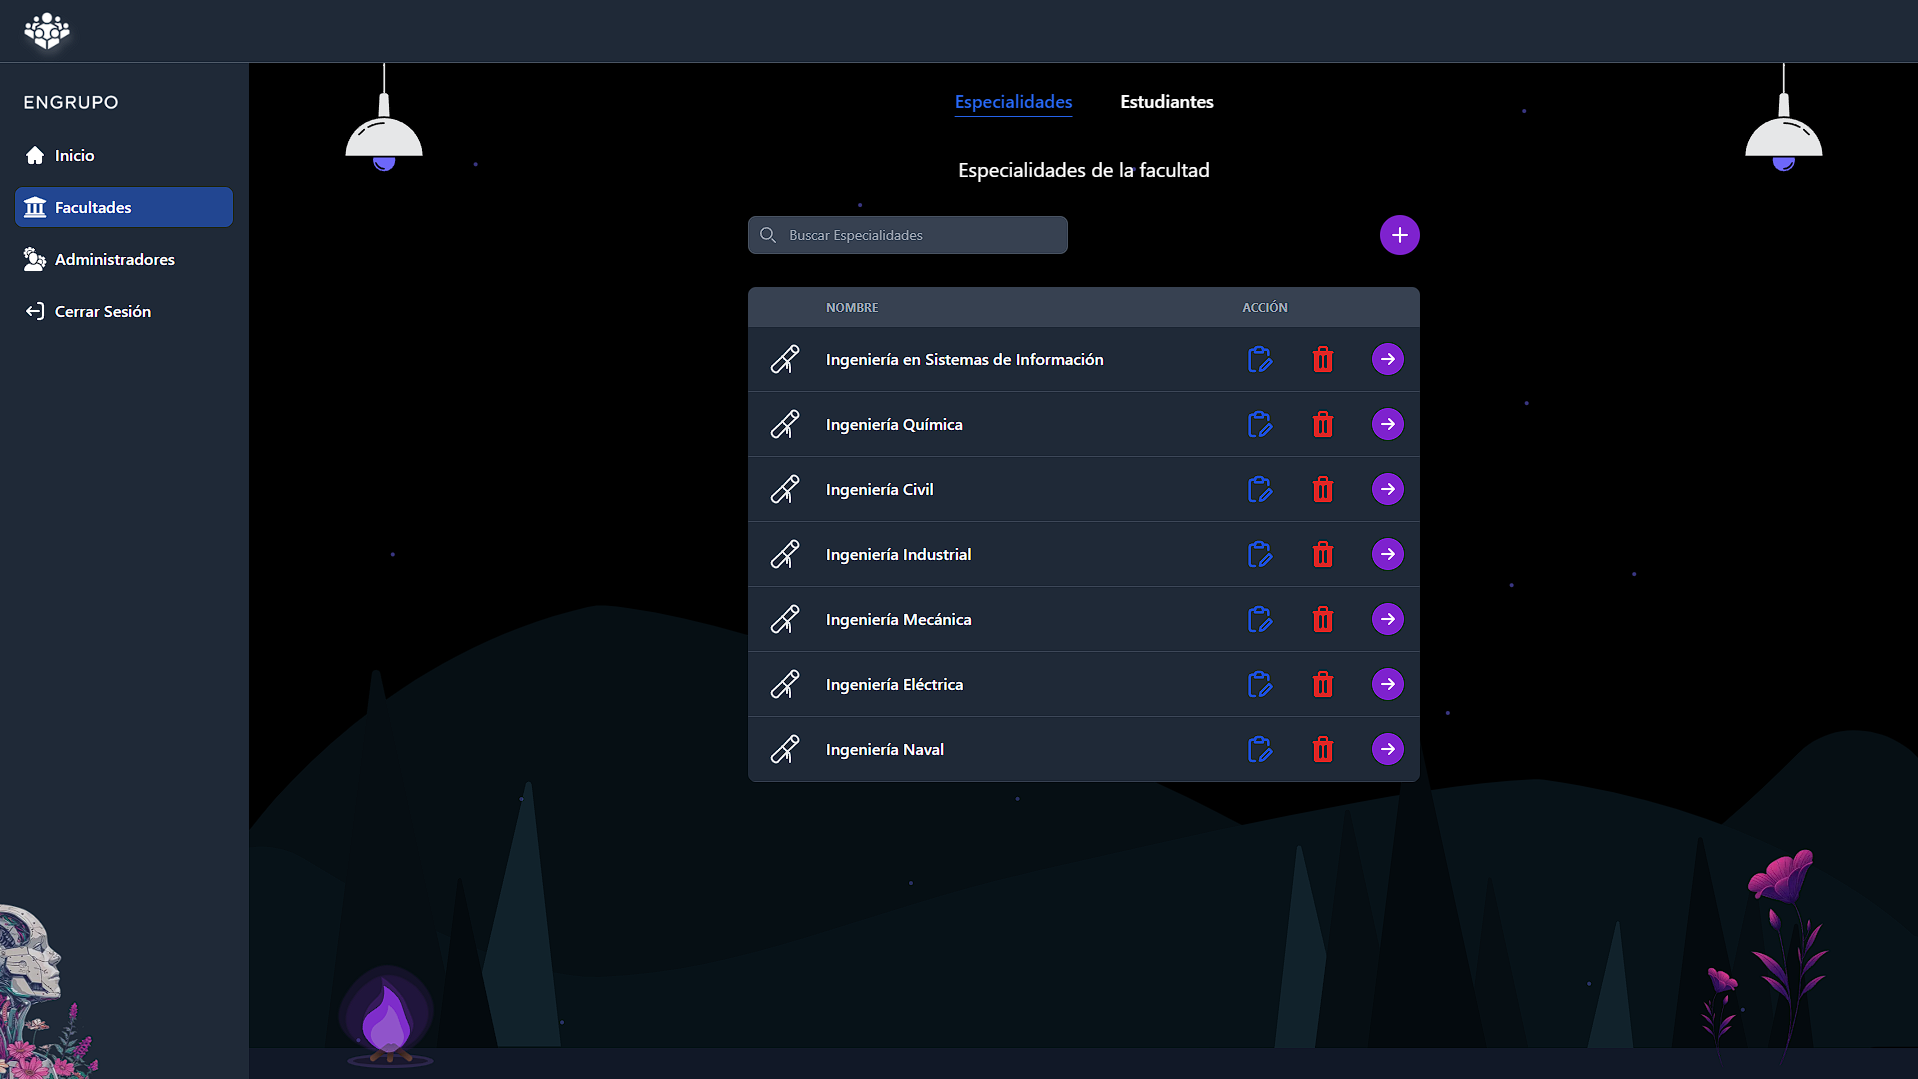 ENGRUPO
Inicio
Facultades
Administradores
Cerrar Sesión
Especialidades
Estudiantes
Especialidades de la facultad
Buscar Especialidades
NOMBRE
ACCIÓN
Ingeniería en Sistemas de Información
Ingeniería Química
Ingeniería Civil
Ingeniería Industrial
Ingeniería Mecánica
Ingeniería Eléctrica
Ingeniería Naval